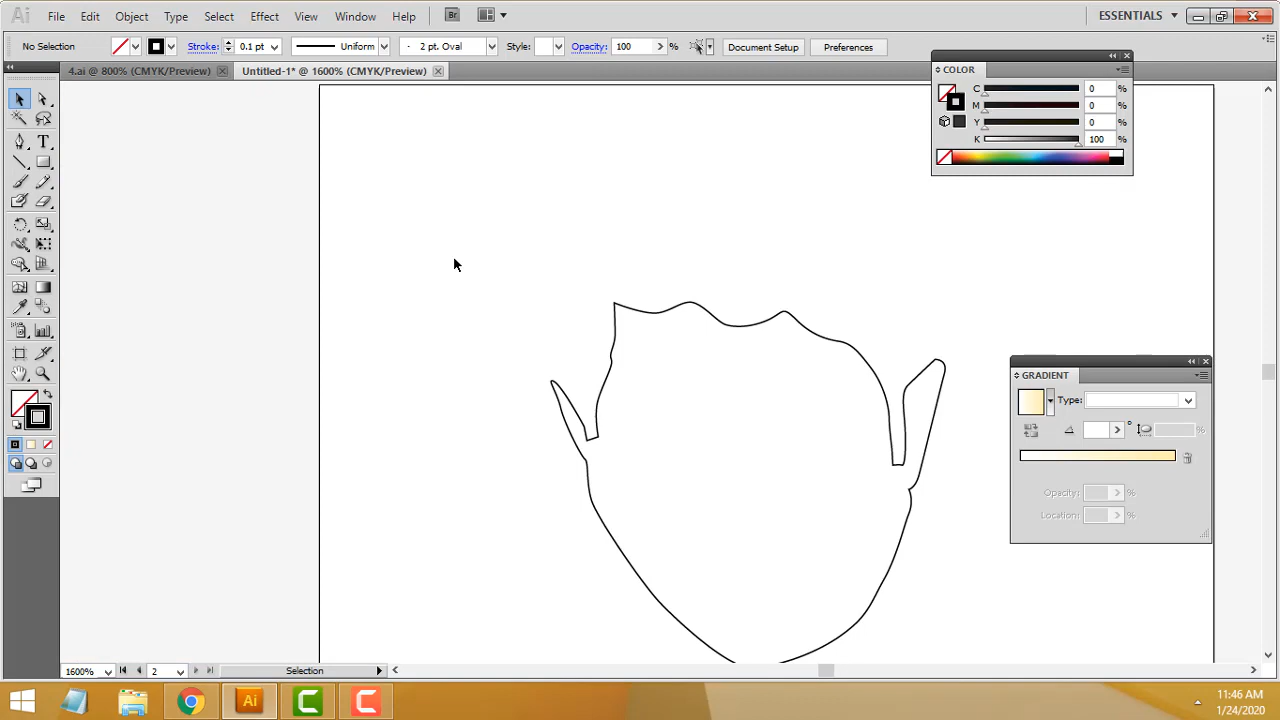 Ai File Edit Object Type Select Effect View Window Help Br ESSENTIALS
No Selection Stroke: 0.1 pt Uniform 2 pt. Oval Style: Opacity: 100 % Document Setup Preferences
4.ai @ 800% (CMYK/Preview) Untitled-1* @ 1600% (CMYK/Preview)
COLOR
C 0 %
M 0 %
Y 0 %
K 100 %
T
GRADIENT
Type:
° %
Opacity: %
Location: %
1600% 2 Selection
Ai C C 11:46 AM
1/24/2020